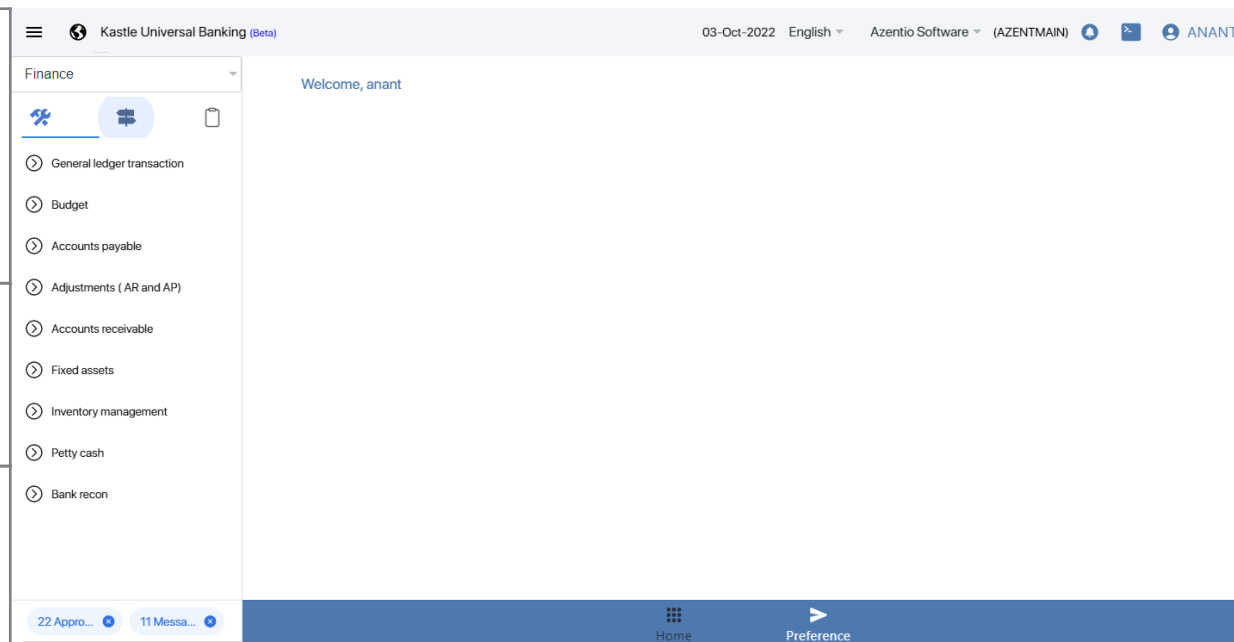 Kastle Universal Banking (Beta) 03-Oct-2022 English Azentio Software (AZENTMAIN) ANANT
Finance
Welcome, anant
General ledger transaction
Budget
Accounts payable
Adjustments ( AR and AP)
Accounts receivable
Fixed assets
Inventory management
Petty cash
Bank recon
22 Appro... 11 Messa...
Home Preference